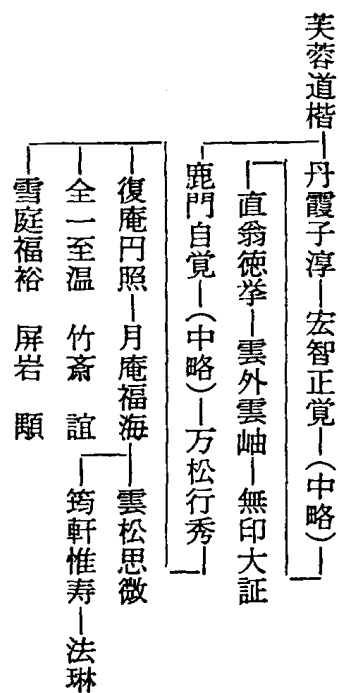 芙蓉道楷
丹霞子淳―宏智正覚―(中略)
直翁徳挙―雲外雲岫―無印大証
鹿門自覚―(中略)―万松行秀
復庵円照―月庵福海―雲松思微
筠軒惟寿―法琳
全一至温 竹斎 誼
雪庭福裕 屏岩 顒